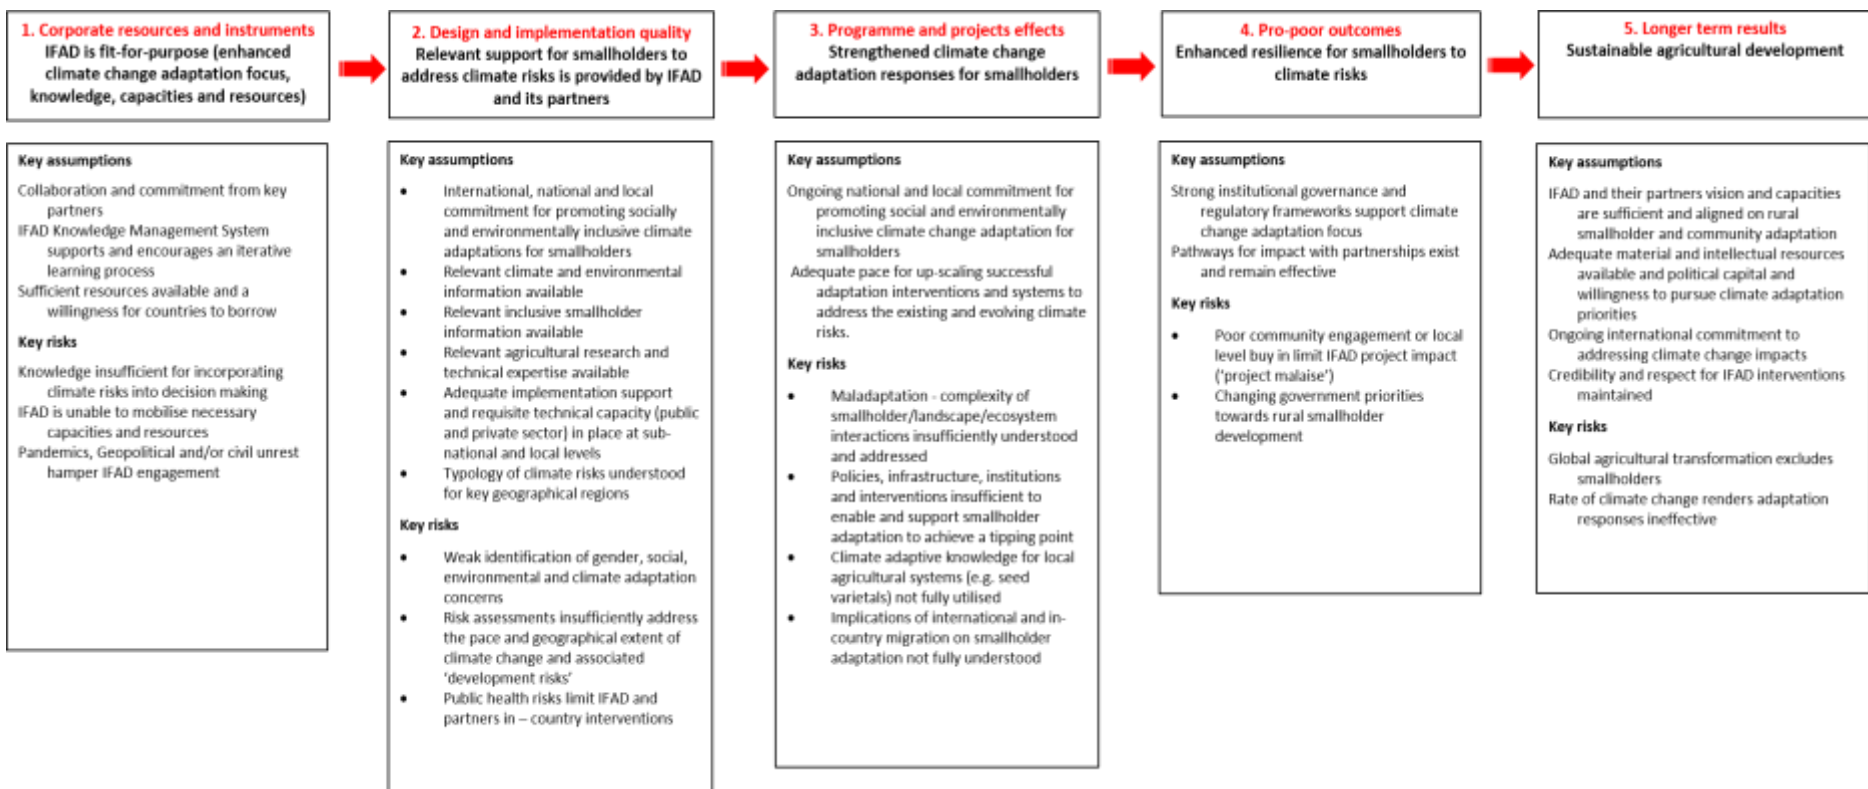 1. Corporate resources and instruments
IFAD is fit-for-purpose (enhanced
climate change adaptation focus,
knowledge, capacities and resources)
2. Design and implementation quality
Relevant support for smallholders to
address climate risks is provided by IFAD
and its partners
3. Programme and projects effects
Strengthened climate change
adaptation responses for smallholders
4. Pro-poor outcomes
Enhanced resilience for smallholders to
climate risks
5. Longer term results
Sustainable agricultural development
Key assumptions
Collaboration and commitment from key
partners
IFAD Knowledge Management System
supports and encourages an iterative
learning process
Sufficient resources available and a
willingness for countries to borrow
Key risks
Knowledge insufficient for incorporating
climate risks into decision making
IFAD is unable to mobilise necessary
capacities and resources
Pandemics, Geopolitical and/or civil unrest
hamper IFAD engagement
Key assumptions
• International, national and local
commitment for promoting socially
and environmentally inclusive climate
adaptations for smallholders
• Relevant climate and environmental
information available
• Relevant inclusive smallholder
information available
• Relevant agricultural research and
technical expertise available
• Adequate implementation support
and requisite technical capacity (public
and private sector) in place at sub-
national and local levels
• Typology of climate risks understood
for key geographical regions
Key risks
• Weak identification of gender, social,
environmental and climate adaptation
concerns
• Risk assessments insufficiently address
the pace and geographical extent of
climate change and associated
‘development risks’
• Public health risks limit IFAD and
partners in – country interventions
Key assumptions
Ongoing national and local commitment for
promoting social and environmentally
inclusive climate change adaptation for
smallholders
Adequate pace for up-scaling successful
adaptation interventions and systems to
address the existing and evolving climate
risks.
Key risks
• Maladaptation - complexity of
smallholder/landscape/ecosystem
interactions insufficiently understood
and addressed
• Policies, infrastructure, institutions
and interventions insufficient to
enable and support smallholder
adaptation to achieve a tipping point
• Climate adaptive knowledge for local
agricultural systems (e.g. seed
varietals) not fully utilised
• Implications of international and in-
country migration on smallholder
adaptation not fully understood
Key assumptions
Strong institutional governance and
regulatory frameworks support climate
change adaptation focus
Pathways for impact with partnerships exist
and remain effective
Key risks
• Poor community engagement or local
level buy in limit IFAD project impact
(‘project malaise’)
• Changing government priorities
towards rural smallholder
development
Key assumptions
IFAD and their partners vision and capacities
are sufficient and aligned on rural
smallholder and community adaptation
Adequate material and intellectual resources
available and political capital and
willingness to pursue climate adaptation
priorities
Ongoing international commitment to
addressing climate change impacts
Credibility and respect for IFAD interventions
maintained
Key risks
Global agricultural transformation excludes
smallholders
Rate of climate change renders adaptation
responses ineffective